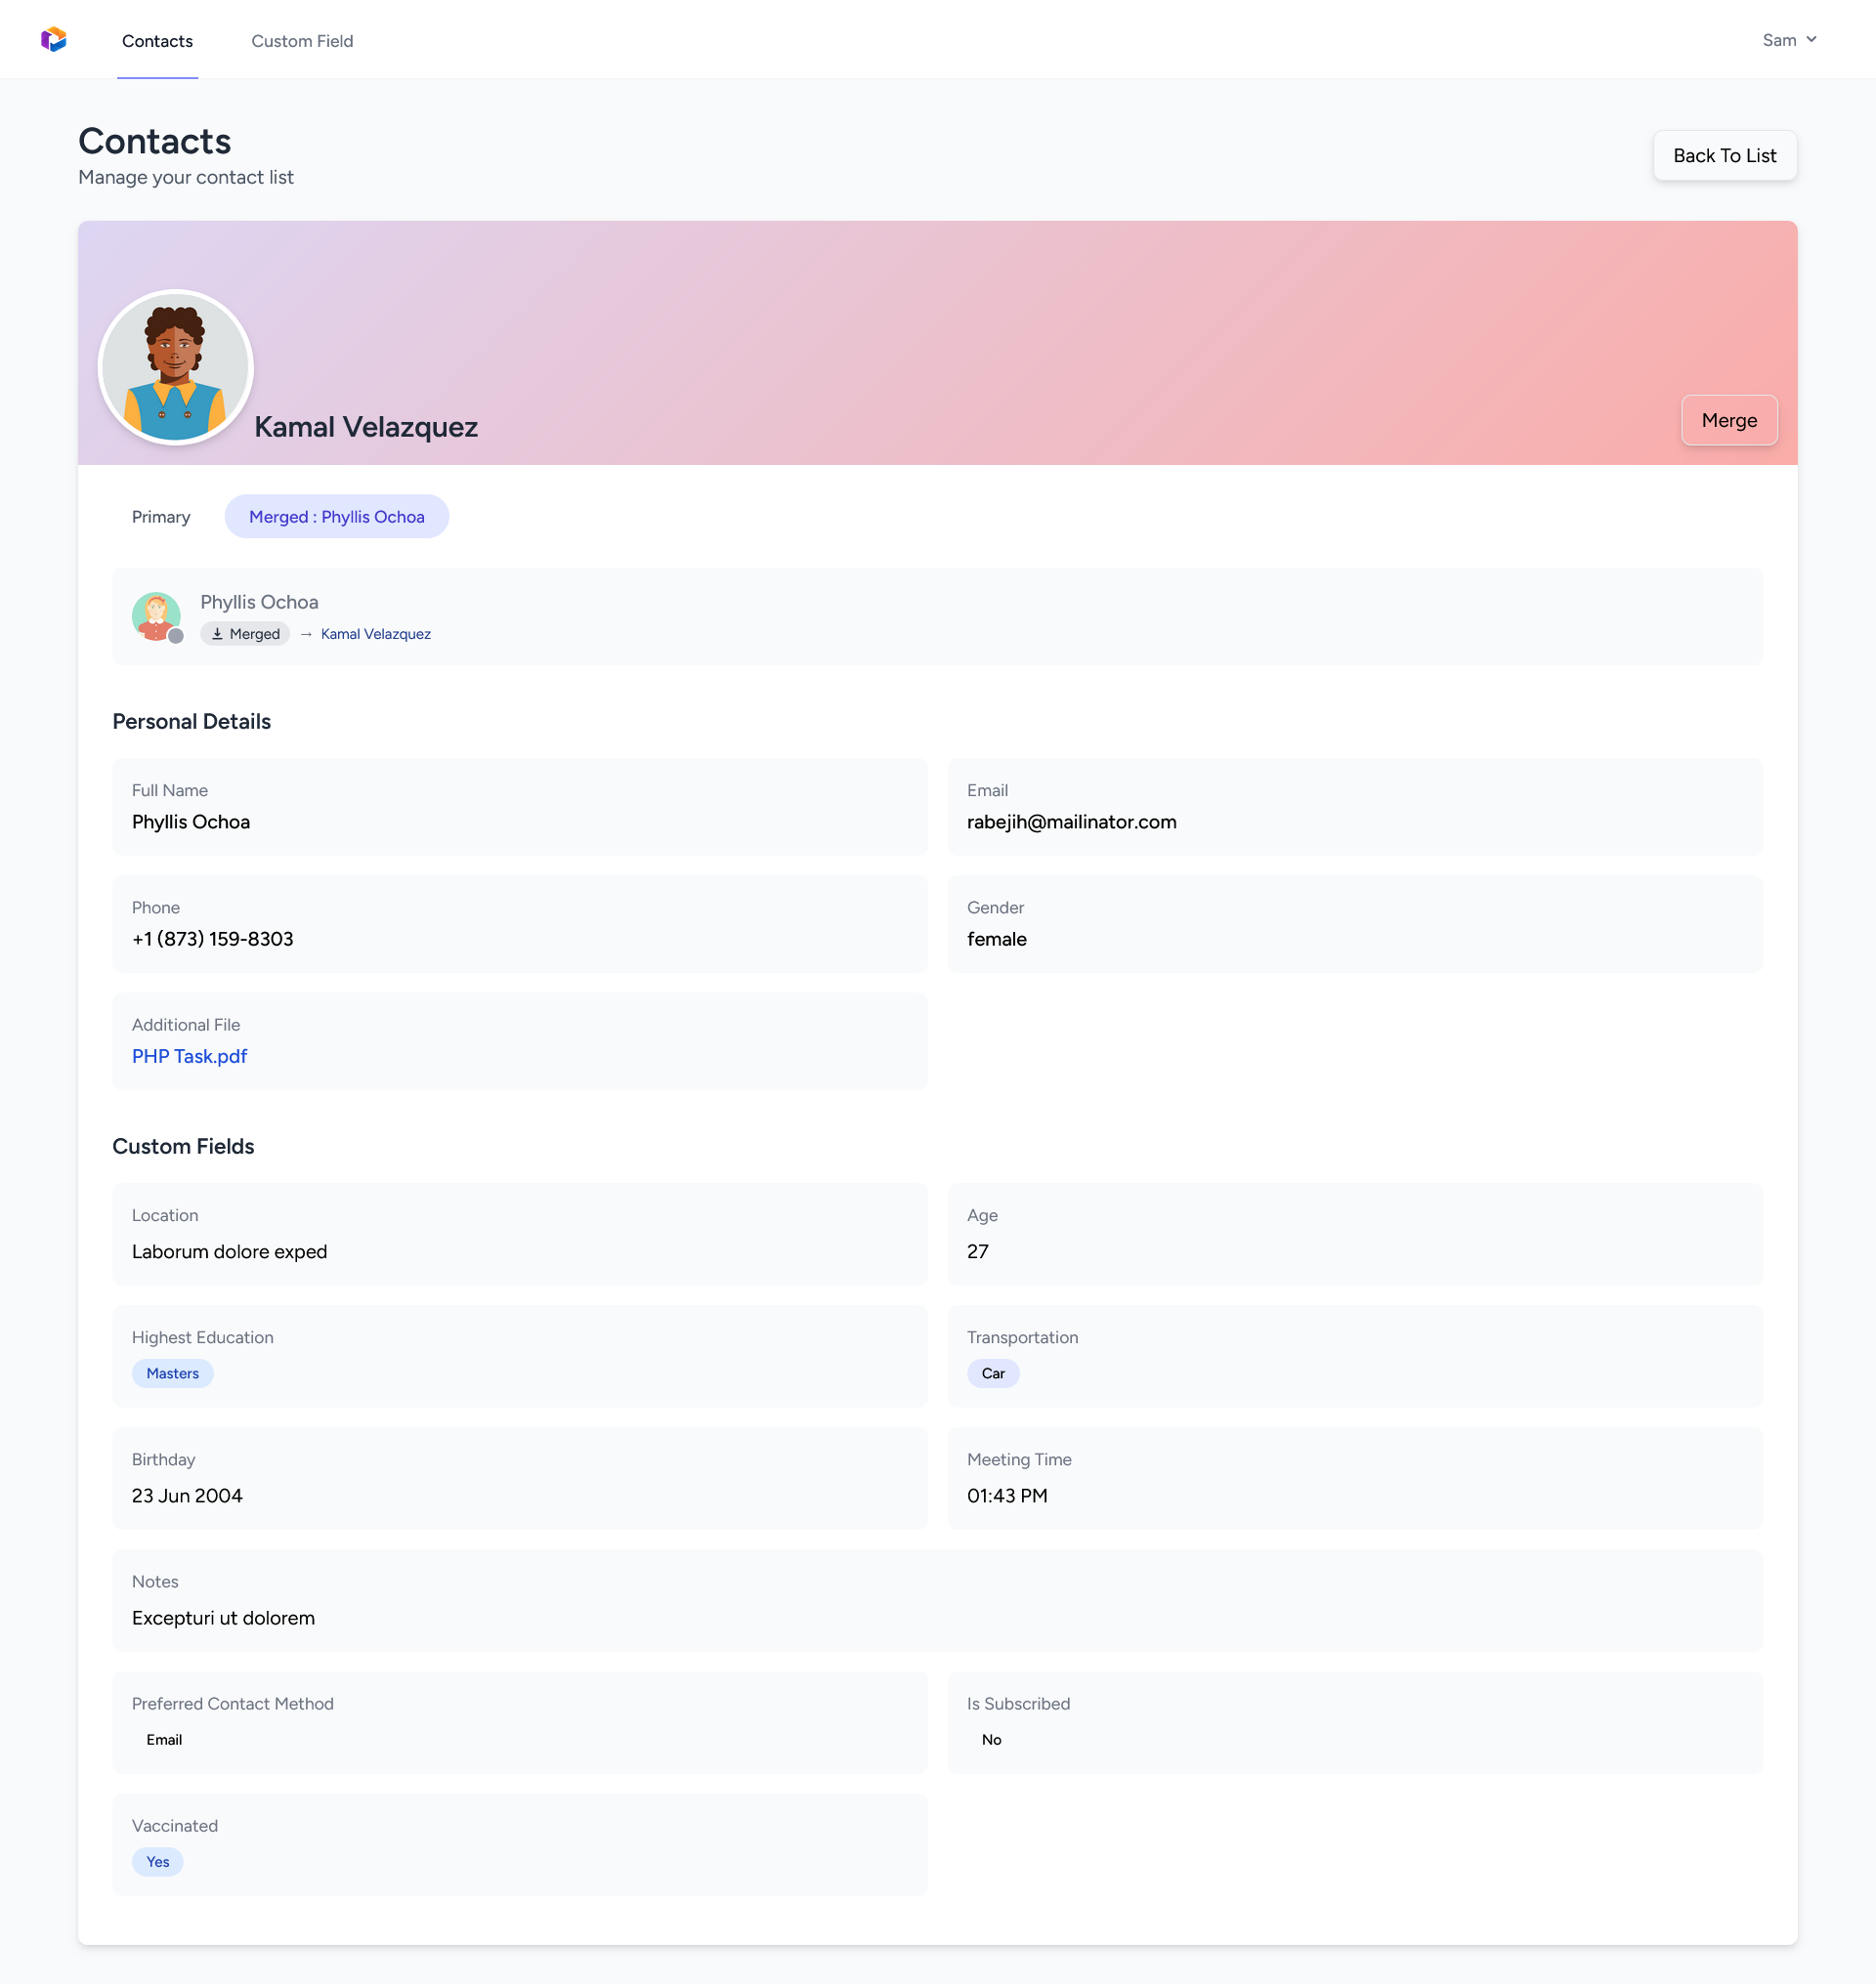 Contacts
Custom Field
Sam
Contacts
Manage your contact list
Back To List
Kamal Velazquez
Merge
Primary
Merged : Phyllis Ochoa
Phyllis Ochoa
Merged → Kamal Velazquez
Personal Details
Full Name
Phyllis Ochoa
Email
rabejih@mailinator.com
Phone
+1 (873) 159-8303
Gender
female
Additional File
PHP Task.pdf
Custom Fields
Location
Laborum dolore exped
Age
27
Highest Education
Masters
Transportation
Car
Birthday
23 Jun 2004
Meeting Time
01:43 PM
Notes
Excepturi ut dolorem
Preferred Contact Method
Email
Is Subscribed
No
Vaccinated
Yes